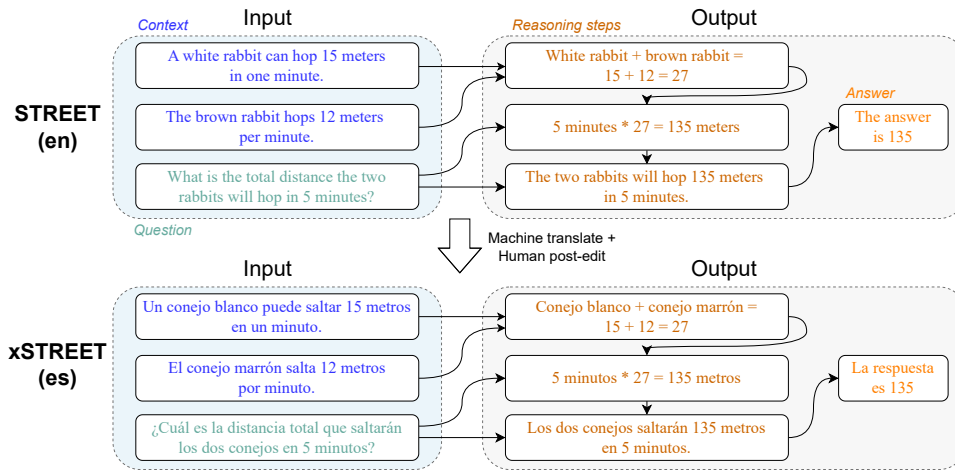 Input
Output
Context
Reasoning steps
A white rabbit can hop 15 meters
in one minute.
White rabbit + brown rabbit =
15 + 12 = 27
STREET
(en)
The brown rabbit hops 12 meters
per minute.
5 minutes * 27 = 135 meters
Answer
The answer
is 135
What is the total distance the two
rabbits will hop in 5 minutes?
The two rabbits will hop 135 meters
in 5 minutes.
Question
Machine translate +
Human post-edit
Input
Output
Un conejo blanco puede saltar 15 metros
en un minuto.
Conejo blanco + conejo marrón =
15 + 12 = 27
xSTREET
(es)
El conejo marrón salta 12 metros
por minuto.
5 minutos * 27 = 135 metros
La respuesta
es 135
¿Cuál es la distancia total que saltarán
los dos conejos en 5 minutos?
Los dos conejos saltarán 135 metros
en 5 minutos.